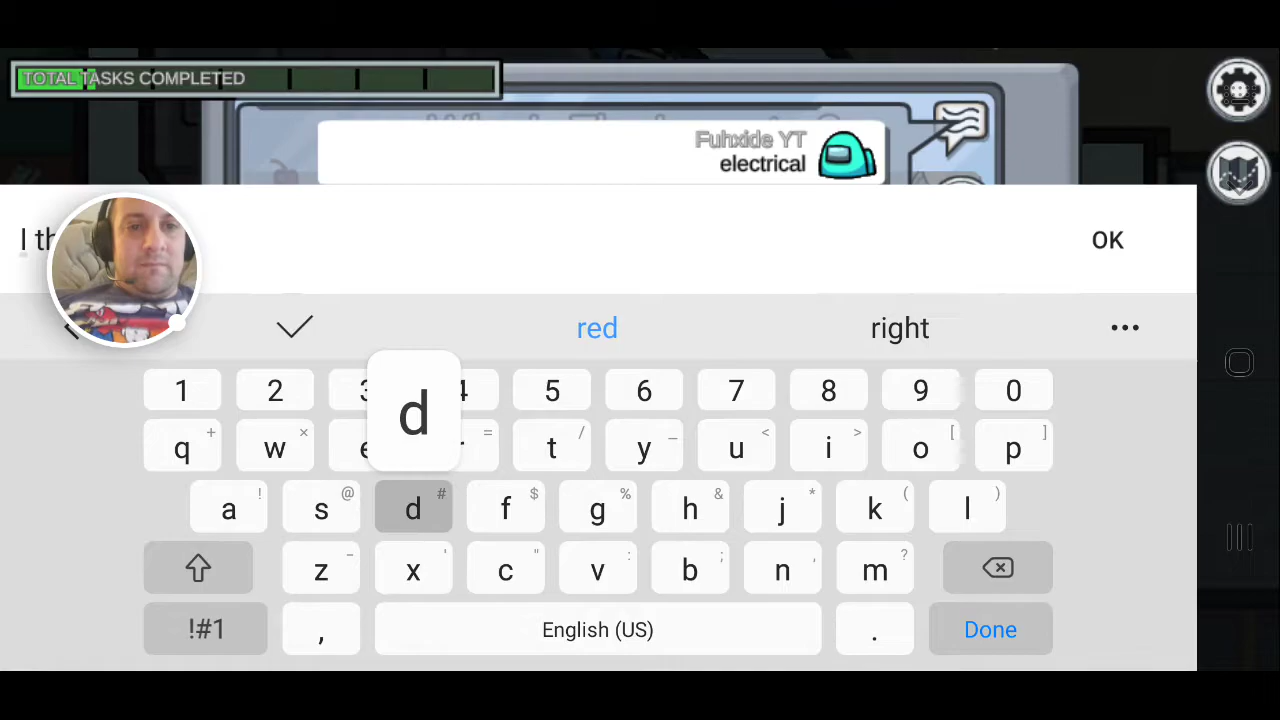 TOTAL TASKS COMPLETED
Fuhxide YT
electrical
I th
OK
red
right
•••
1 2 3 4 5 6 7 8 9 0
q + w × e r = t / y _ u < i > o [ p ]
a ! s @ d # f $ g % h & j * k ( l )
d
z - x ' c " v : b ; n , m ?
!#1 , English (US) . Done